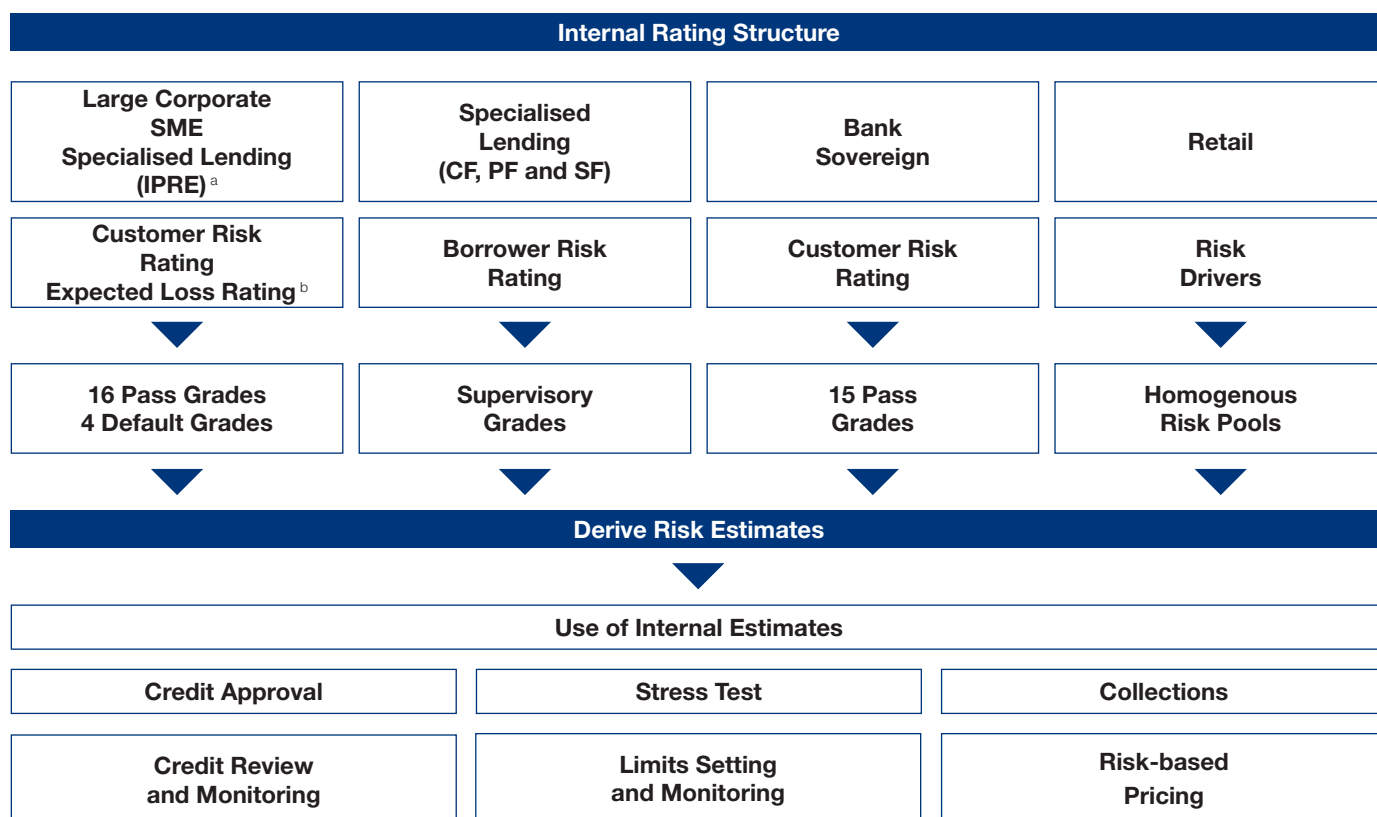 Internal Rating Structure
Large Corporate
SME
Specialised Lending
(IPRE) a
Specialised
Lending
(CF, PF and SF)
Bank
Sovereign
Retail
Customer Risk
Rating
Expected Loss Rating b
Borrower Risk
Rating
Customer Risk
Rating
Risk
Drivers
16 Pass Grades
4 Default Grades
Supervisory
Grades
15 Pass
Grades
Homogenous
Risk Pools
Derive Risk Estimates
Use of Internal Estimates
Credit Approval
Stress Test
Collections
Credit Review
and Monitoring
Limits Setting
and Monitoring
Risk-based
Pricing